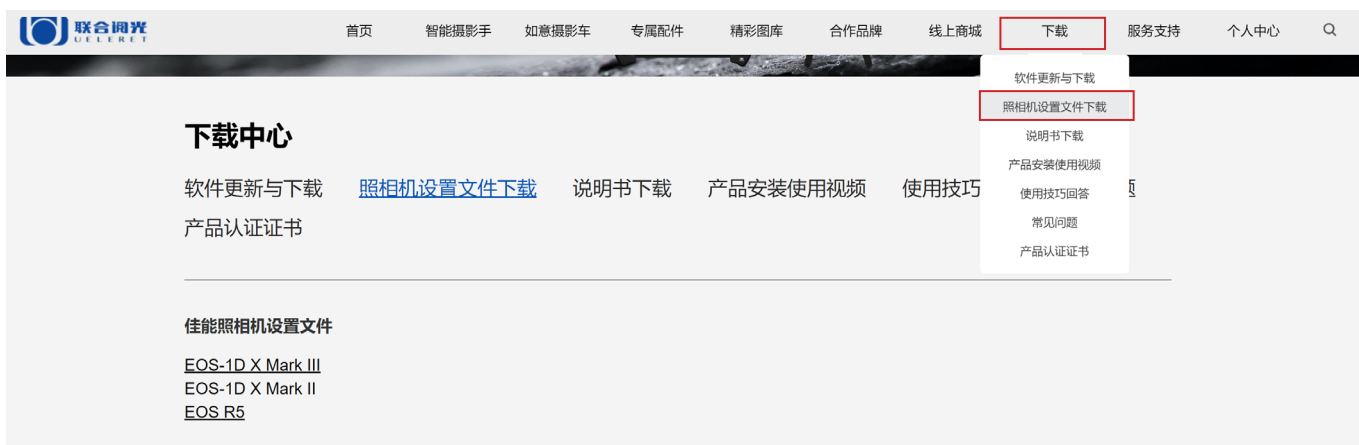 联合阅光
UELERET
首页 智能摄影手 如意摄影车 专属配件 精彩图库 合作品牌 线上商城 下载 服务支持 个人中心
软件更新与下载
照相机设置文件下载
说明书下载
产品安装使用视频
使用技巧回答
常见问题
产品认证证书
下载中心
软件更新与下载 照相机设置文件下载 说明书下载 产品安装使用视频 使用技巧
产品认证证书
佳能照相机设置文件
EOS-1D X Mark III
EOS-1D X Mark II
EOS R5